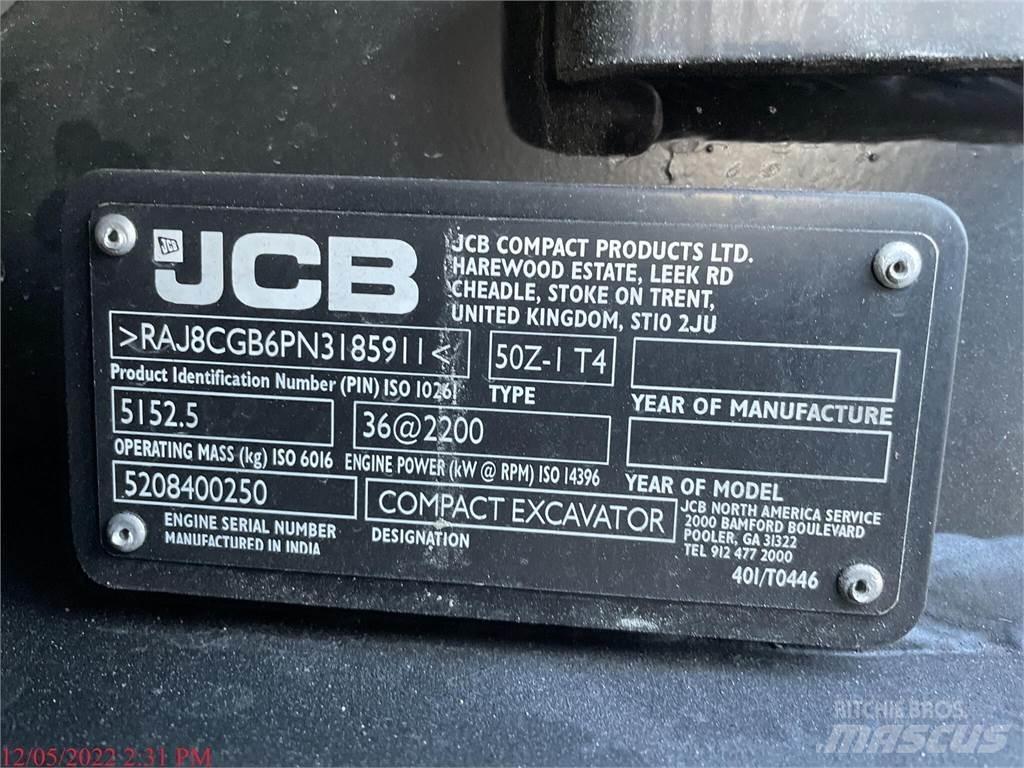 JCB
JCB
JCB COMPACT PRODUCTS LTD.
HAREWOOD ESTATE, LEEK RD
CHEADLE, STOKE ON TRENT,
UNITED KINGDOM, ST10 2JU
>RAJ8CGB6PN3185911<
Product Identification Number (PIN) ISO 10261
50Z-1 T4
TYPE
YEAR OF MANUFACTURE
5152.5
OPERATING MASS (kg) ISO 6016
36@2200
ENGINE POWER (kW @ RPM) ISO 14396
YEAR OF MODEL
5208400250
ENGINE SERIAL NUMBER
MANUFACTURED IN INDIA
COMPACT EXCAVATOR
DESIGNATION
JCB NORTH AMERICA SERVICE
2000 BAMFORD BOULEVARD
POOLER, GA 31322
TEL 912 477 2000
401/T0446
12/05/2022 2:31 PM
RITCHIE BROS.
mascus